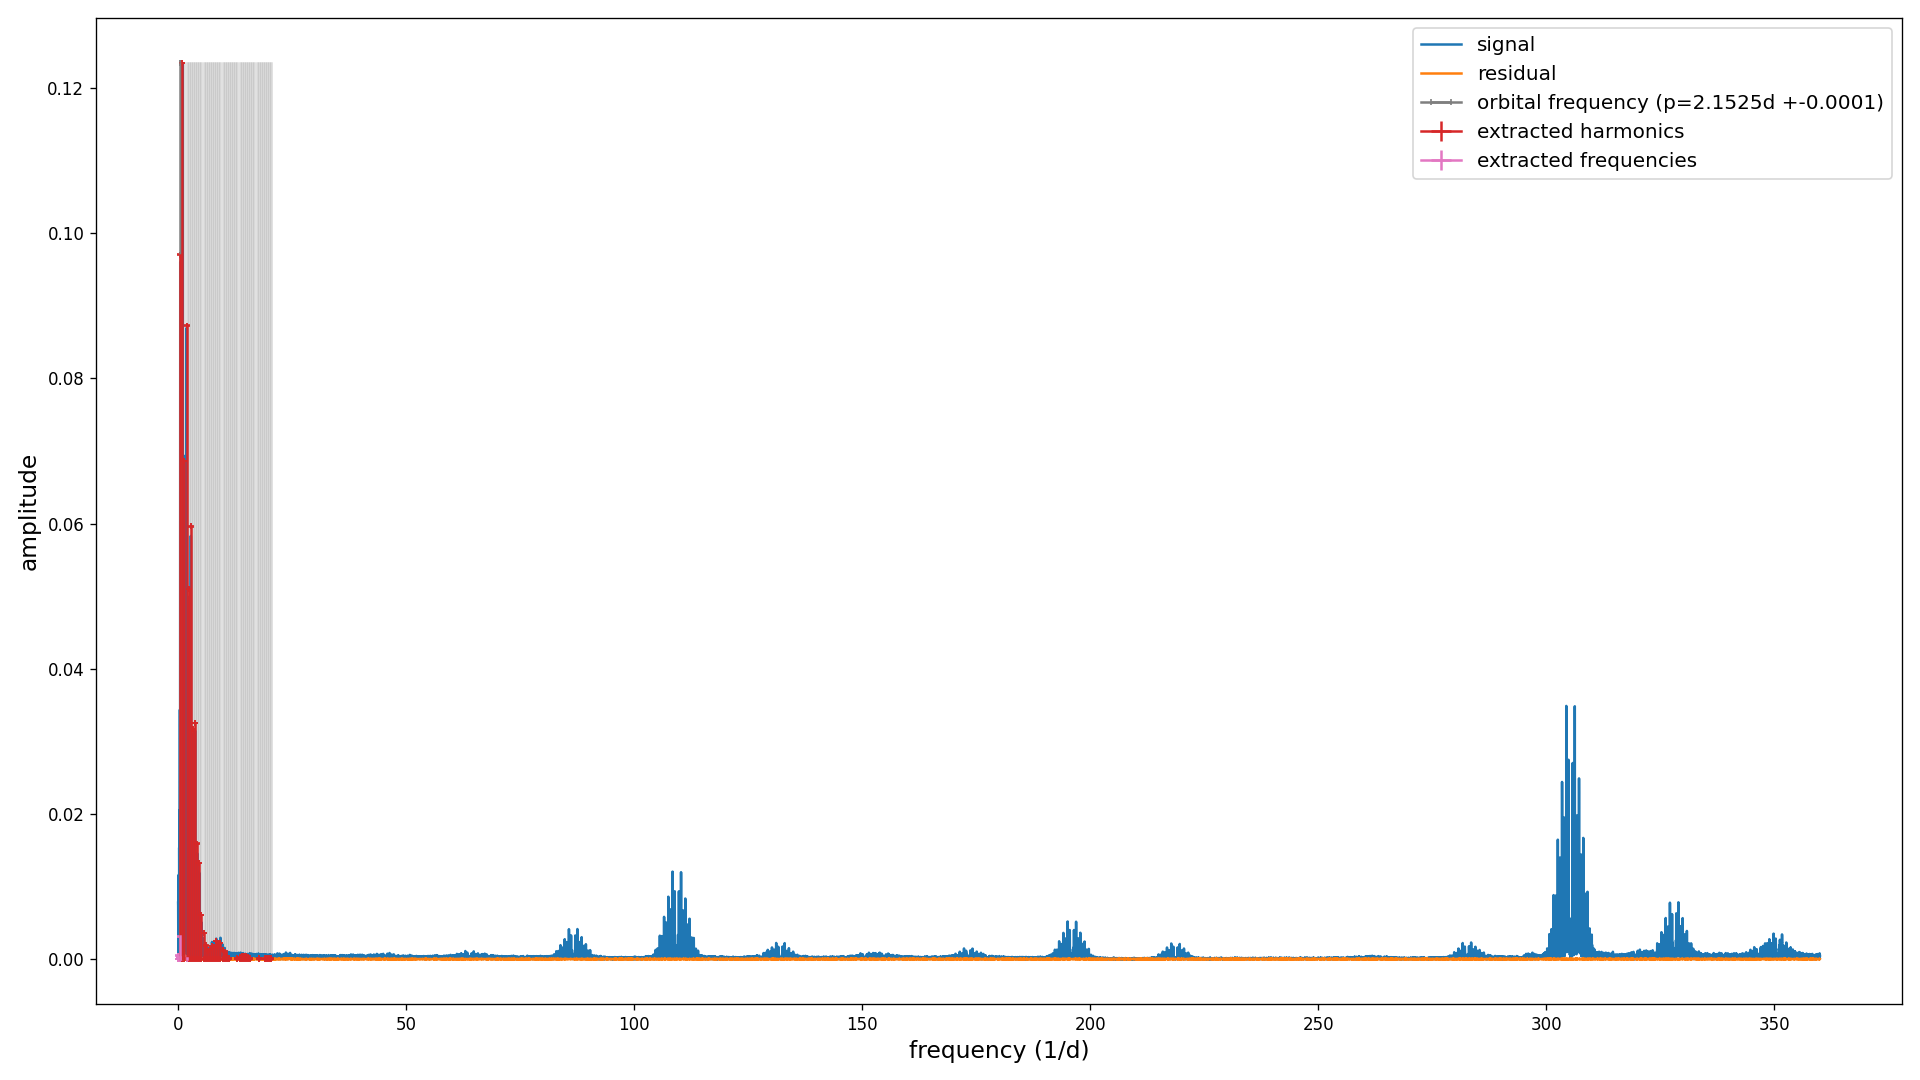 signal
residual
orbital frequency (p=2.1525d +-0.0001)
extracted harmonics
extracted frequencies
0.12
0.10
0.08
0.06
0.04
0.02
0.00
amplitude
0 50 100 150 200 250 300 350
frequency (1/d)